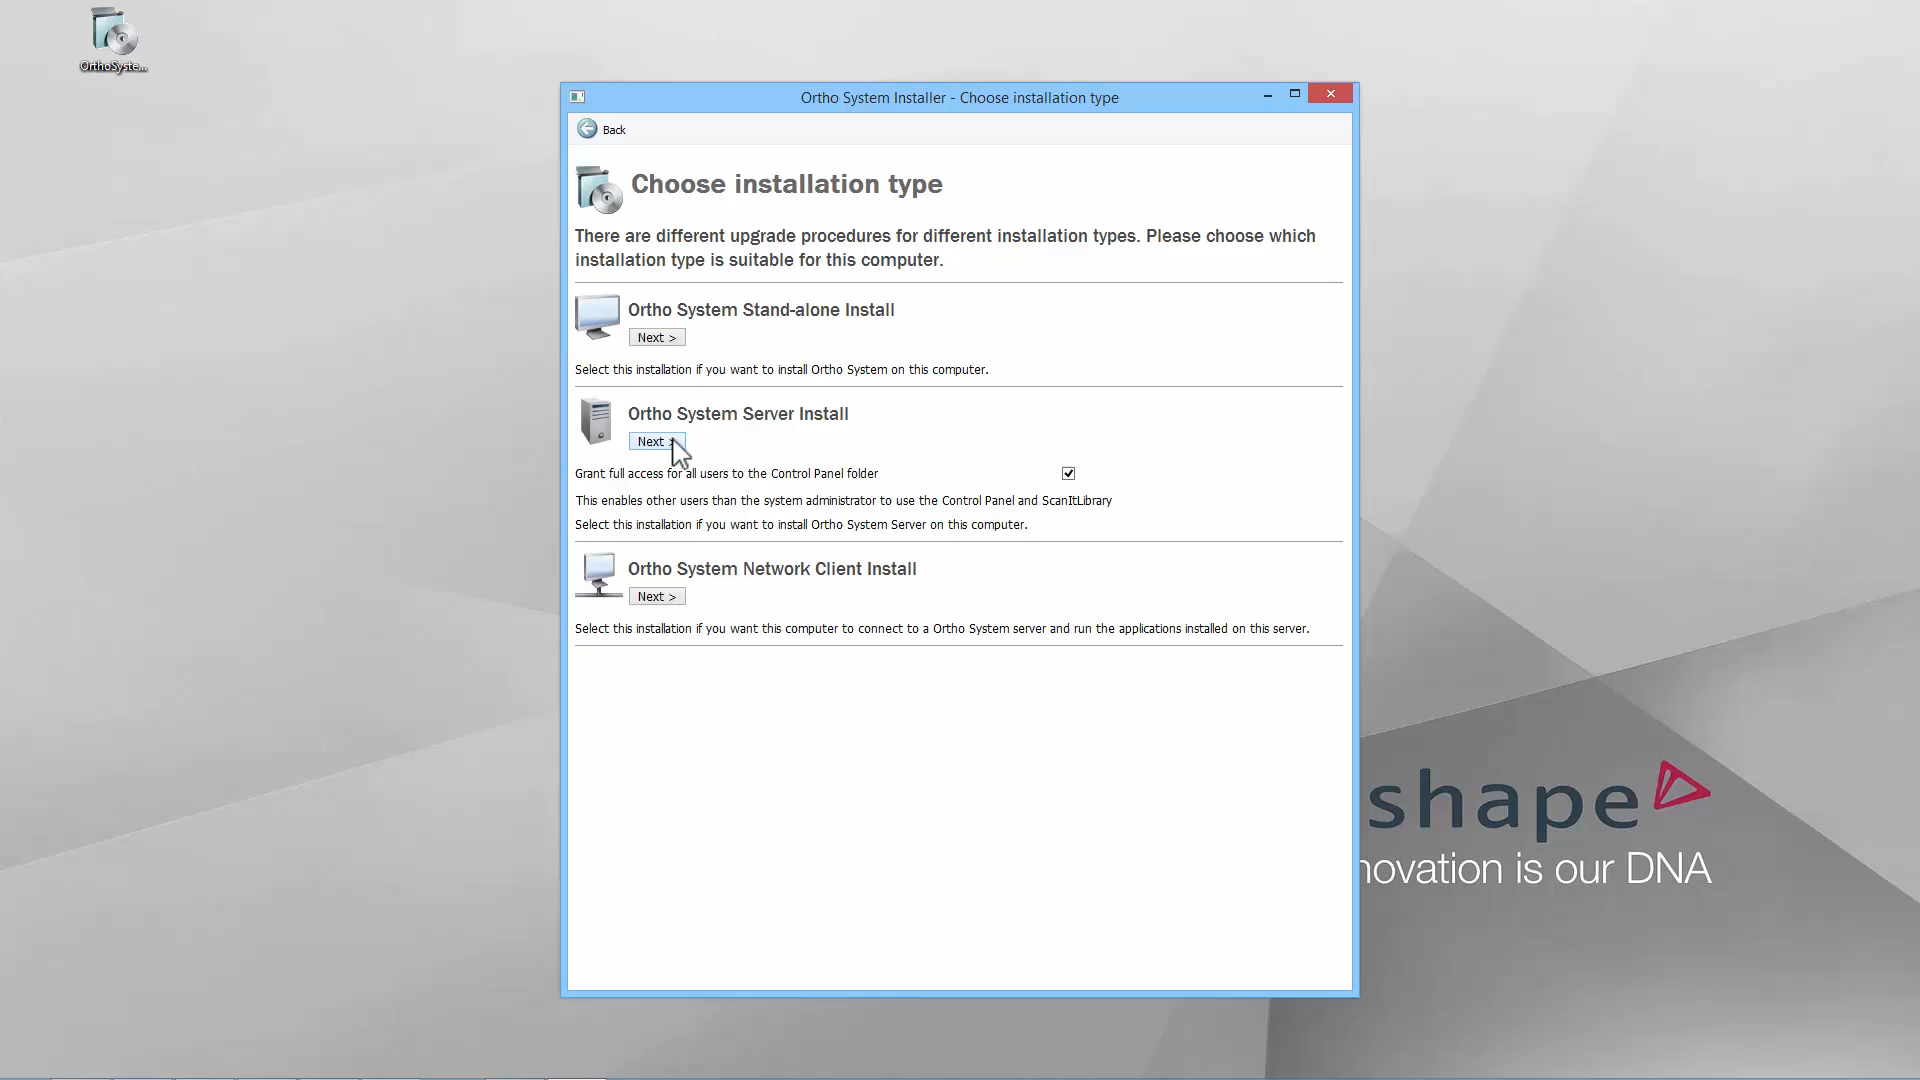 OrthoSyste...
Ortho System Installer - Choose installation type
Back
Choose installation type
There are different upgrade procedures for different installation types. Please choose which
installation type is suitable for this computer.
Ortho System Stand-alone Install
Next >
Select this installation if you want to install Ortho System on this computer.
Ortho System Server Install
Next >
Grant full access for all users to the Control Panel folder
This enables other users than the system administrator to use the Control Panel and ScanItLibrary
Select this installation if you want to install Ortho System Server on this computer.
Ortho System Network Client Install
Next >
Select this installation if you want this computer to connect to a Ortho System server and run the applications installed on this server.
shape
novation is our DNA